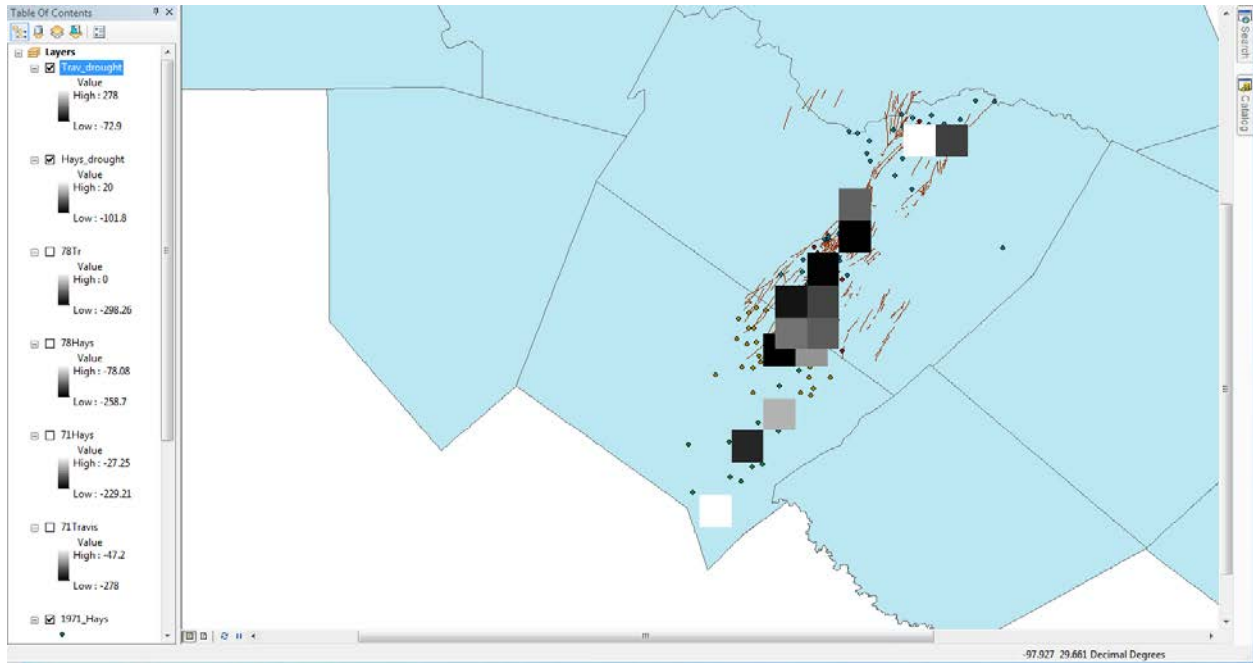 Table Of Contents
Layers
Trav_drought
Value
High : 278
Low : -72.9
Hays_drought
Value
High : 20
Low : -101.8
78Tr
Value
High : 0
Low : -298.26
78Hays
Value
High : -78.08
Low : -258.7
71Hays
Value
High : -27.25
Low : -229.21
71Travis
Value
High : -47.2
Low : -278
1971_Hays
Search
Catalog
-97.927 29.661 Decimal Degrees